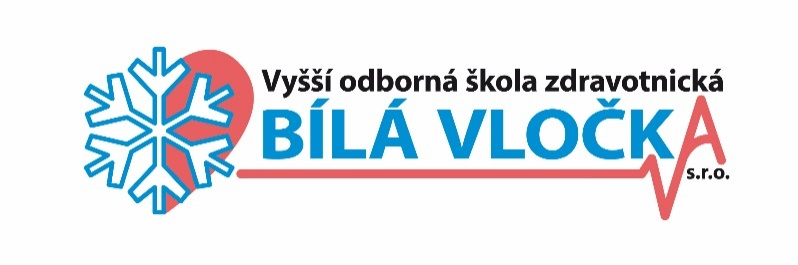 Vyšší odborná škola zdravotnická
BÍLÁ VLOČKA
s.r.o.